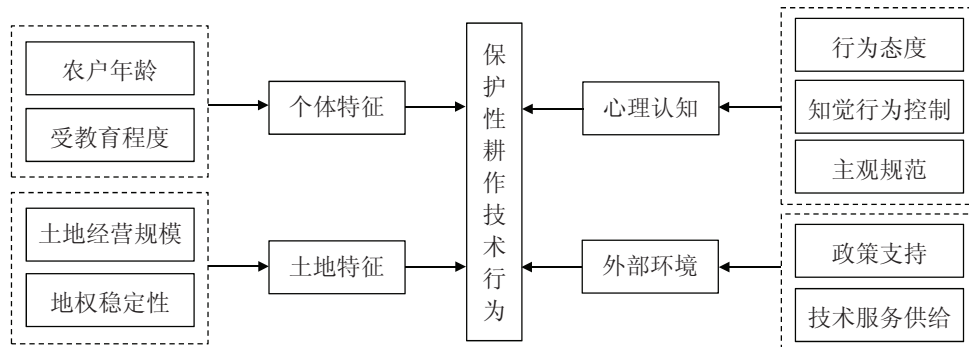 农户年龄
受教育程度
个体特征
土地经营规模
地权稳定性
土地特征
保护性耕作技术行为
心理认知
行为态度
知觉行为控制
主观规范
外部环境
政策支持
技术服务供给